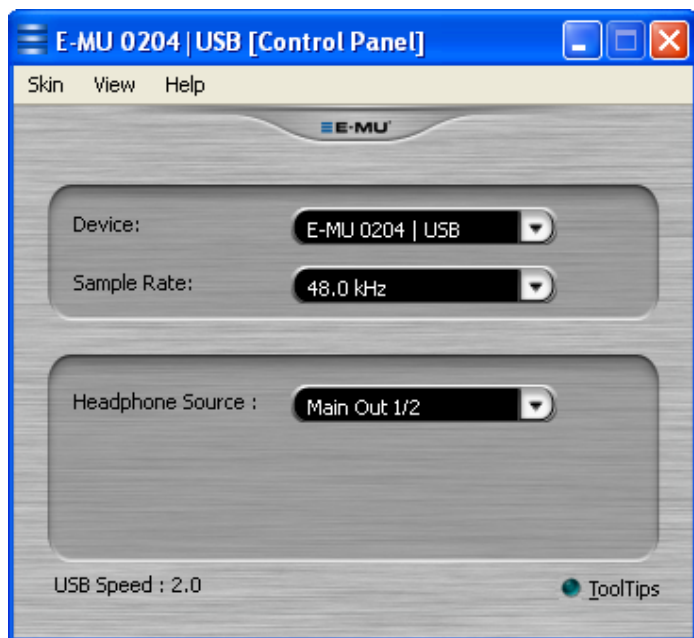 E-MU 0204 | USB [Control Panel]
Skin View Help
E-MU
Device: E-MU 0204 | USB
Sample Rate: 48.0 kHz
Headphone Source : Main Out 1/2
USB Speed : 2.0 ToolTips